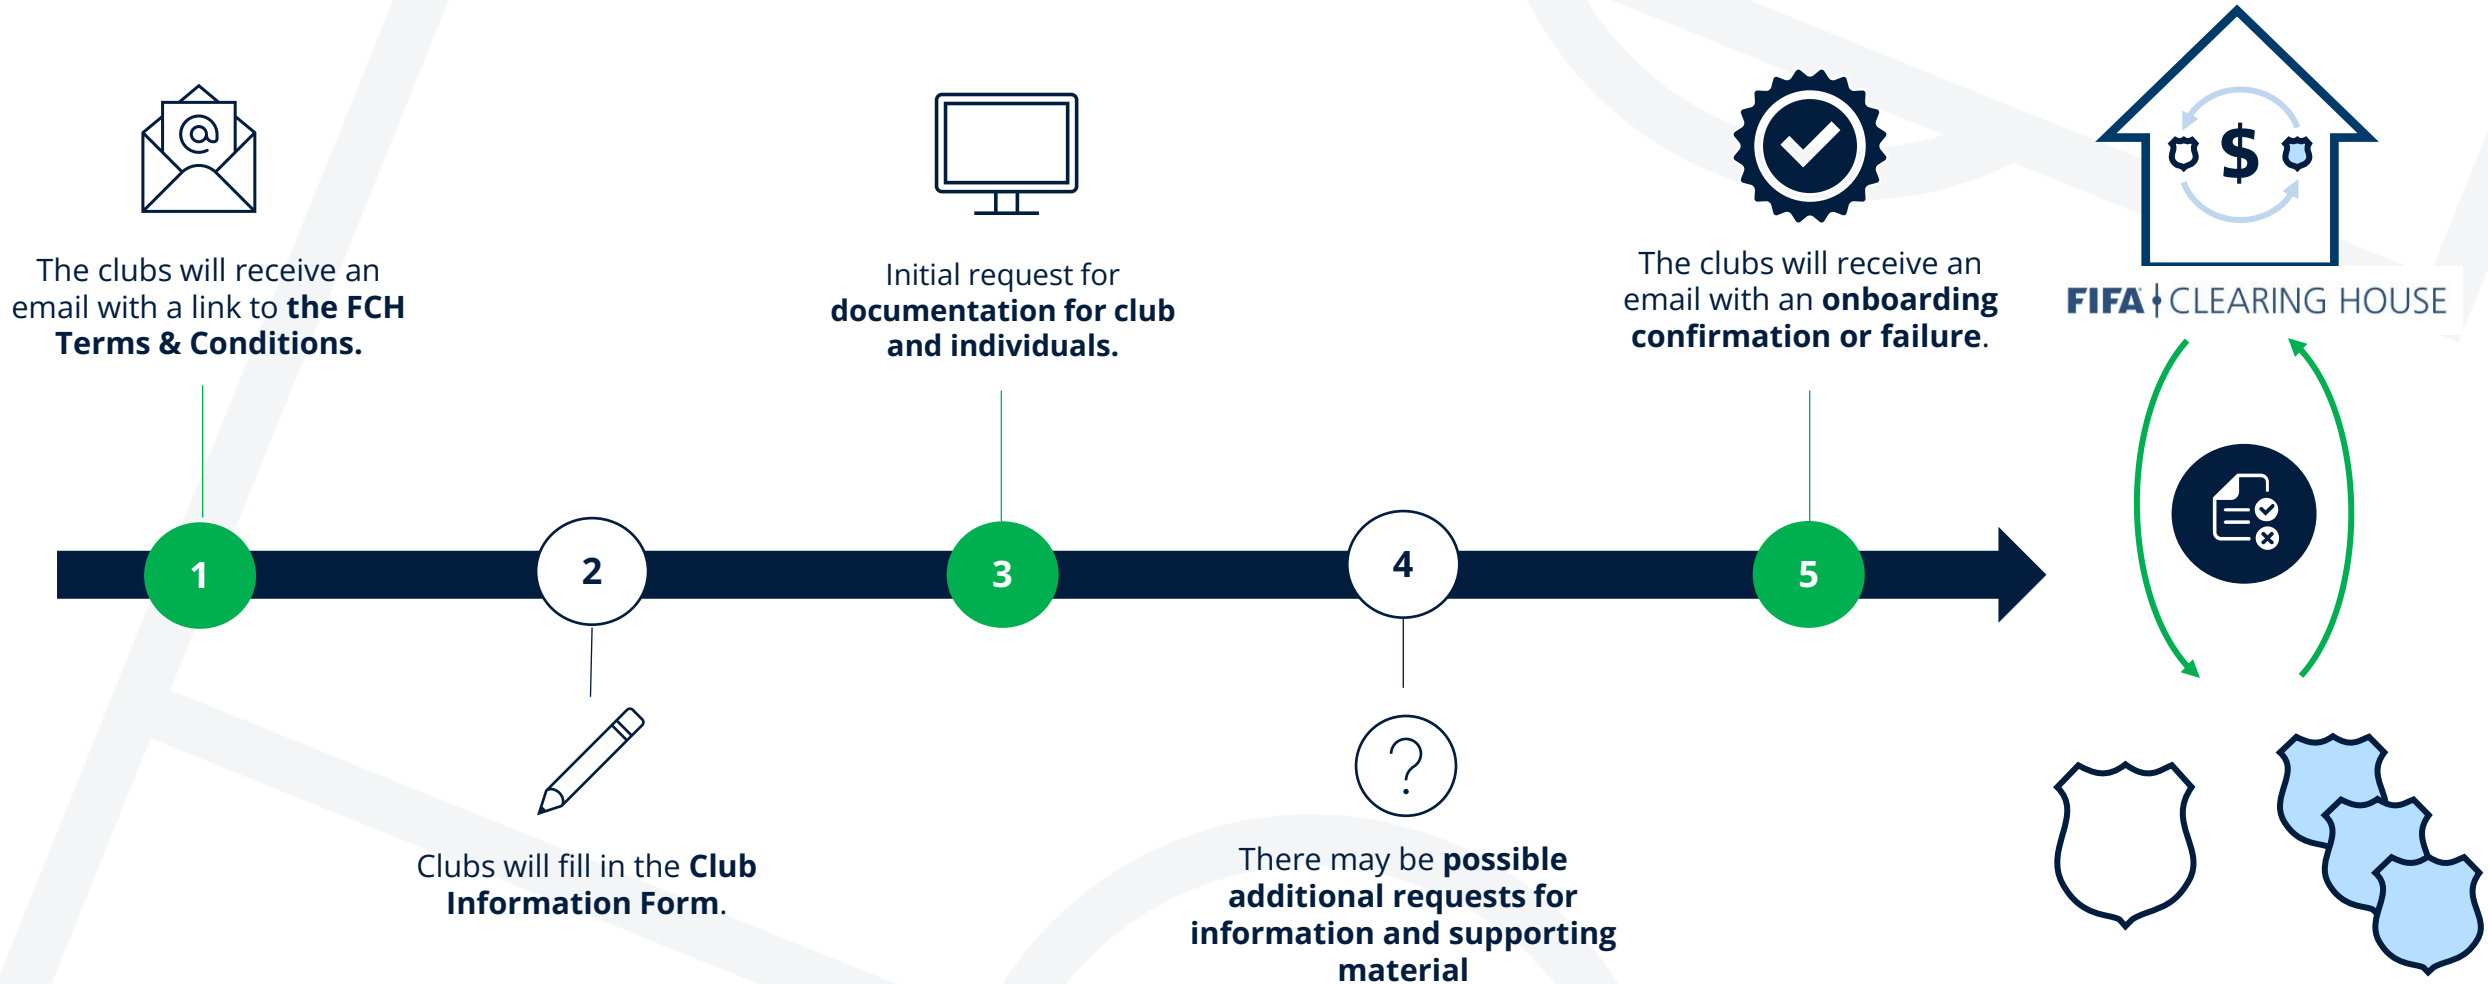 The clubs will receive an
email with a link to the FCH
Terms & Conditions.
1
2
Clubs will fill in the Club
Information Form.
Initial request for
documentation for club
and individuals.
3
4
There may be possible
additional requests for
information and supporting
material
The clubs will receive an
email with an onboarding
confirmation or failure.
5
$
FIFA CLEARING HOUSE